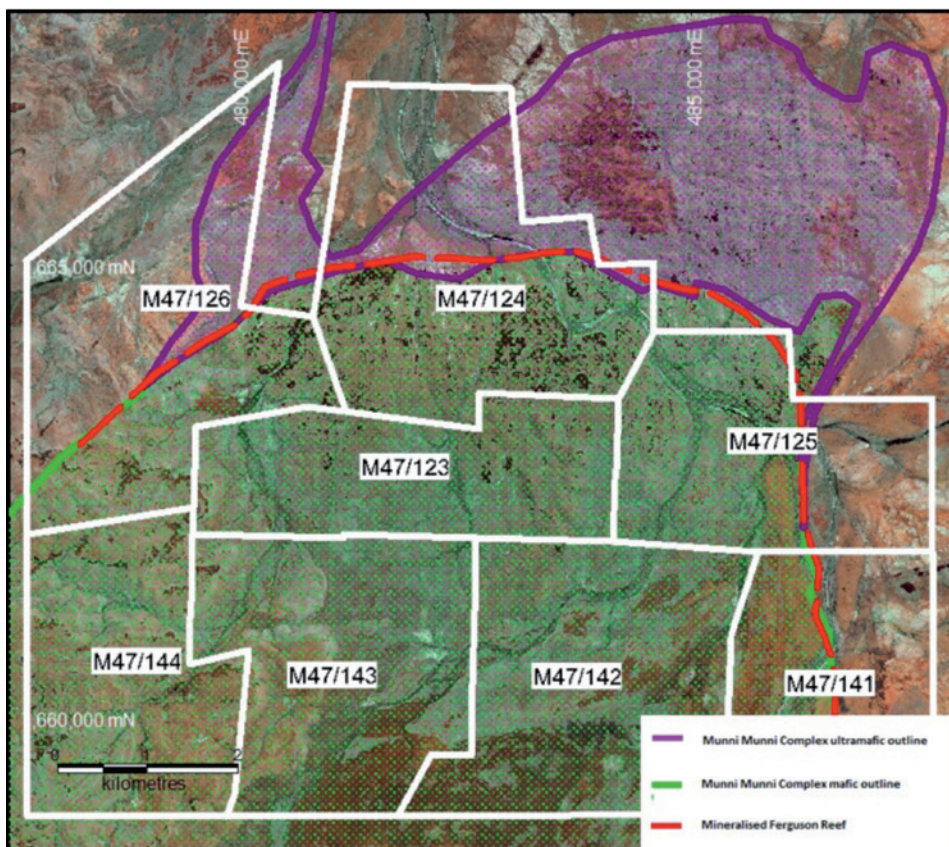 480,000 mE
485,000 mE
665,000 mN
M47/126
M47/124
M47/125
M47/123
M47/144
M47/143
M47/142
M47/141
660,000 mN
0 1 2
kilometres
Munni Munni Complex ultramafic outline
Munni Munni Complex mafic outline
Mineralised Ferguson Reef